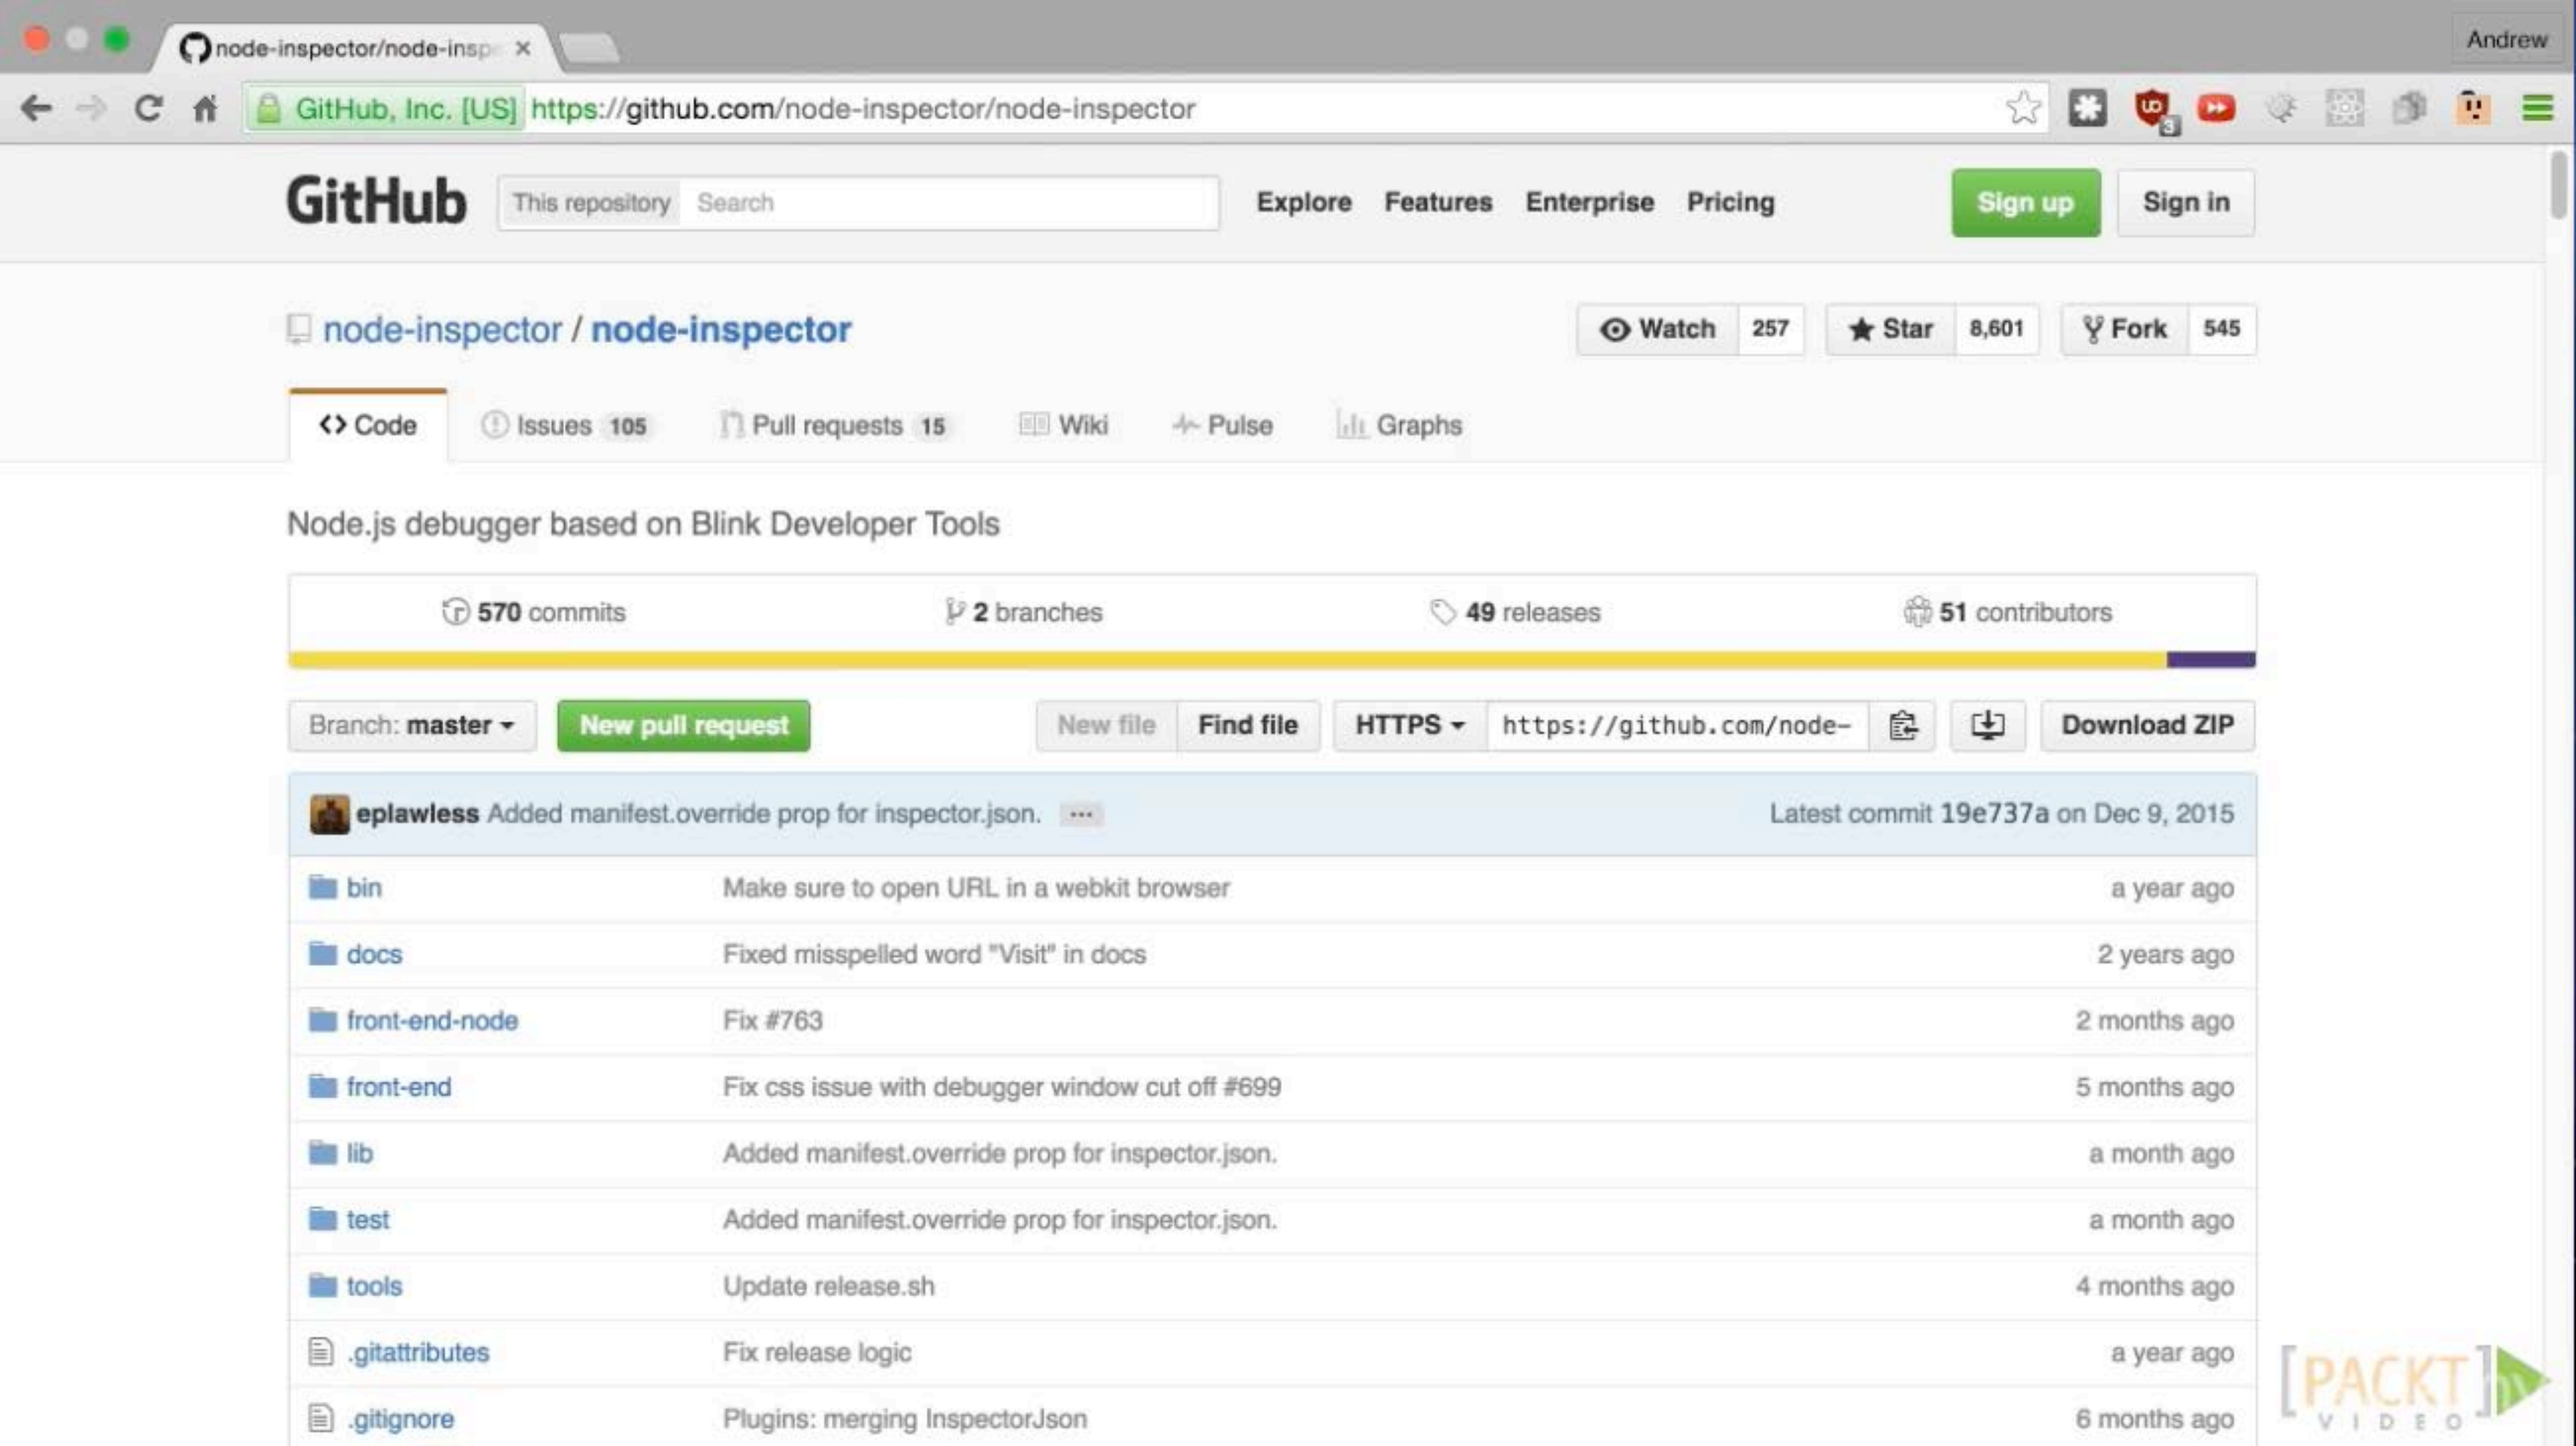 node-inspector/node-insp
Andrew
GitHub, Inc. [US] https://github.com/node-inspector/node-inspector
3
GitHub This repository Search Explore Features Enterprise Pricing Sign up Sign in
node-inspector / node-inspector Watch 257 Star 8,601 Fork 545
Code Issues 105 Pull requests 15 Wiki Pulse Graphs
Node.js debugger based on Blink Developer Tools
570 commits 2 branches 49 releases 51 contributors
Branch: master New pull request New file Find file HTTPS https://github.com/node- Download ZIP
eplawless Added manifest.override prop for inspector.json. ... Latest commit 19e737a on Dec 9, 2015
bin Make sure to open URL in a webkit browser a year ago
docs Fixed misspelled word "Visit" in docs 2 years ago
front-end-node Fix #763 2 months ago
front-end Fix css issue with debugger window cut off #699 5 months ago
lib Added manifest.override prop for inspector.json. a month ago
test Added manifest.override prop for inspector.json. a month ago
tools Update release.sh 4 months ago
.gitattributes Fix release logic a year ago
.gitignore Plugins: merging InspectorJson 6 months ago
[PACKT]
VIDEO